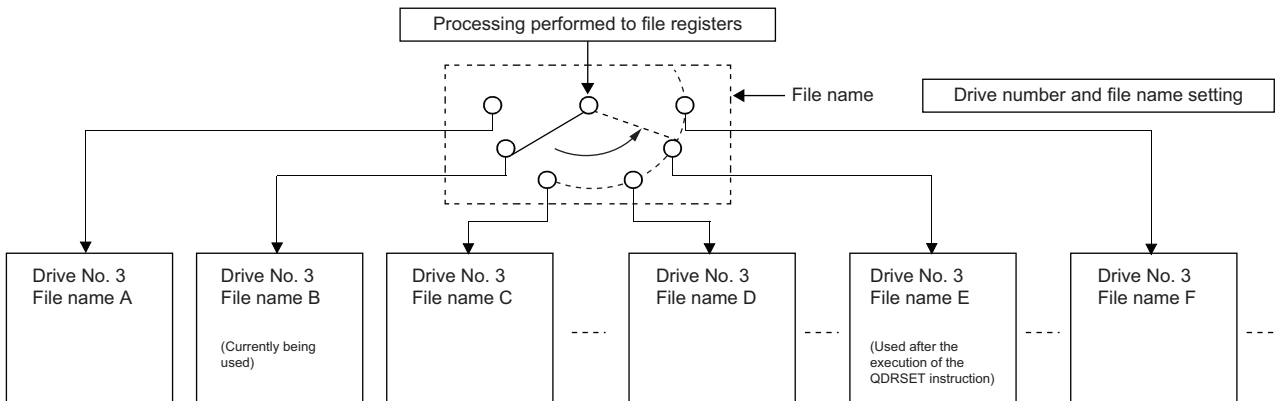 Processing performed to file registers
File name
Drive number and file name setting
Drive No. 3
File name A
Drive No. 3
File name B
(Currently being
used)
Drive No. 3
File name C
Drive No. 3
File name D
Drive No. 3
File name E
(Used after the
execution of the
QDRSET instruction)
Drive No. 3
File name F